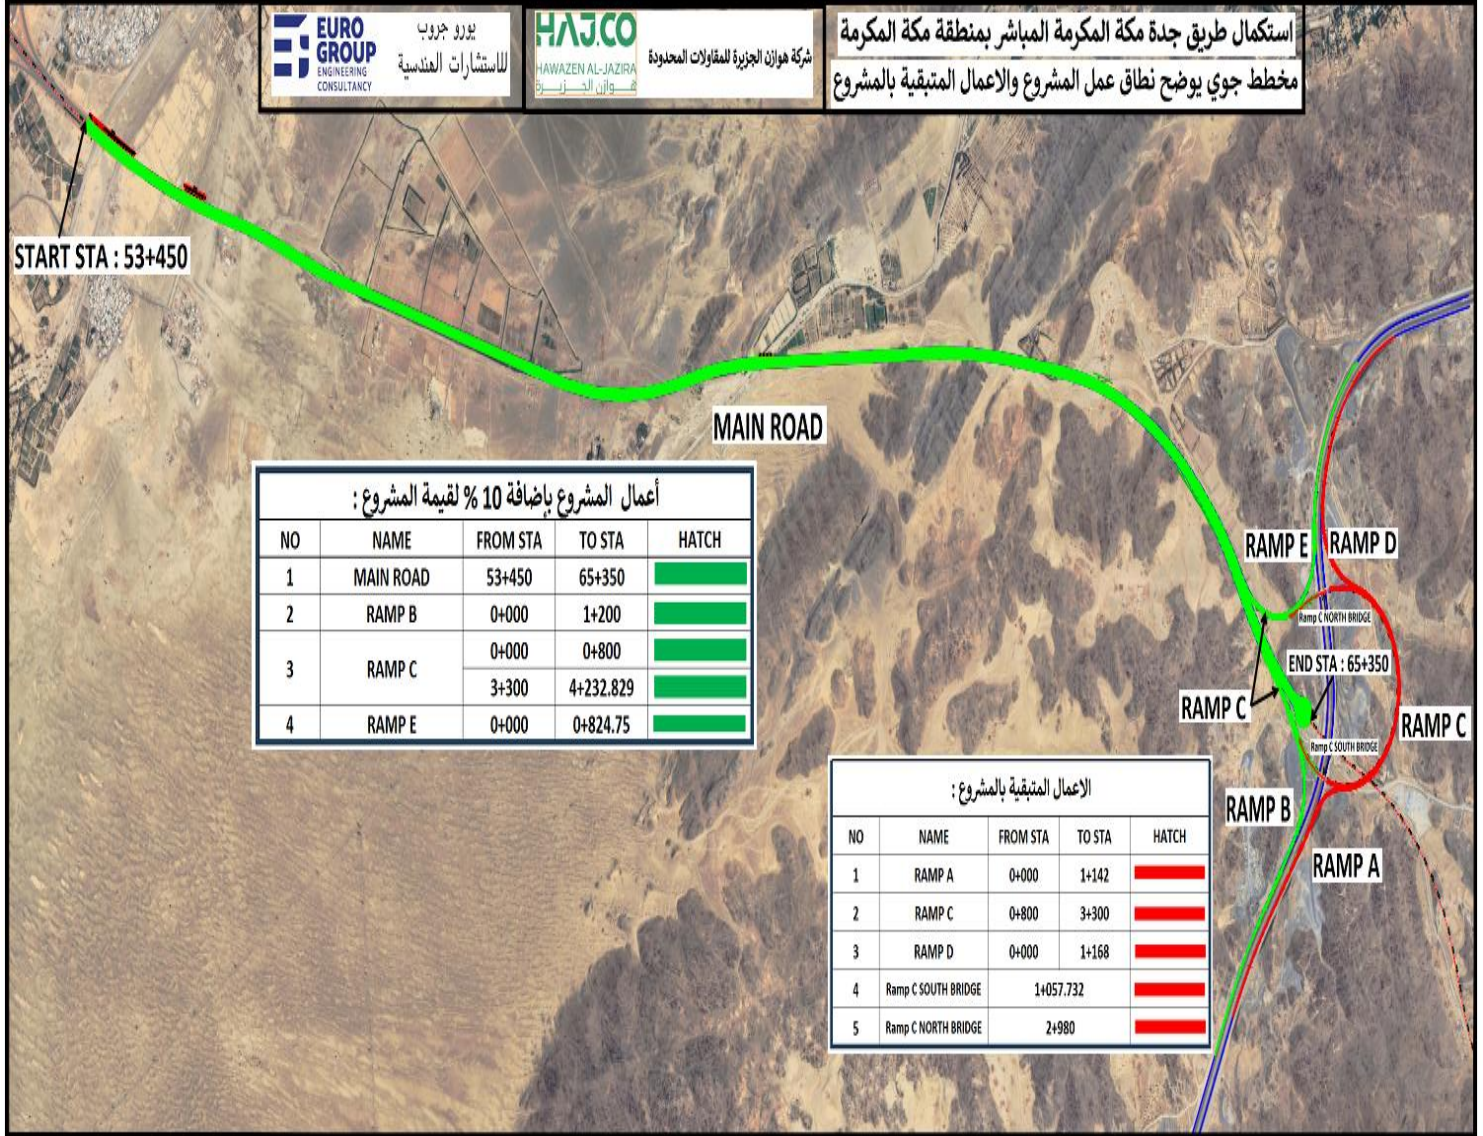 EURO
GROUP
ENGINEERING
CONSULTANCY
يورو جروب
للاستشارات الهندسية
HAJ.CO
HAWAZEN AL-JAZIRA
هــوازن الجــزيــرة
شركة هوازن الجزيرة للمقاولات المحدودة
استكمال طريق جدة مكة المكرمة المباشر بمنطقة مكة المكرمة
مخطط جوي يوضح نطاق عمل المشروع والاعمال المتبقية بالمشروع
START STA : 53+450
MAIN ROAD
أعمال المشروع بإضافة 10 % لقيمة المشروع :
NO NAME FROM STA TO STA HATCH
1 MAIN ROAD 53+450 65+350
2 RAMP B 0+000 1+200
3 RAMP C 0+000 0+800
3+300 4+232.829
4 RAMP E 0+000 0+824.75
RAMP E
RAMP D
Ramp C NORTH BRIDGE
END STA : 65+350
RAMP C
RAMP C
Ramp C SOUTH BRIDGE
RAMP B
RAMP A
الاعمال المتبقية بالمشروع :
NO NAME FROM STA TO STA HATCH
1 RAMP A 0+000 1+142
2 RAMP C 0+800 3+300
3 RAMP D 0+000 1+168
4 Ramp C SOUTH BRIDGE 1+057.732
5 Ramp C NORTH BRIDGE 2+980